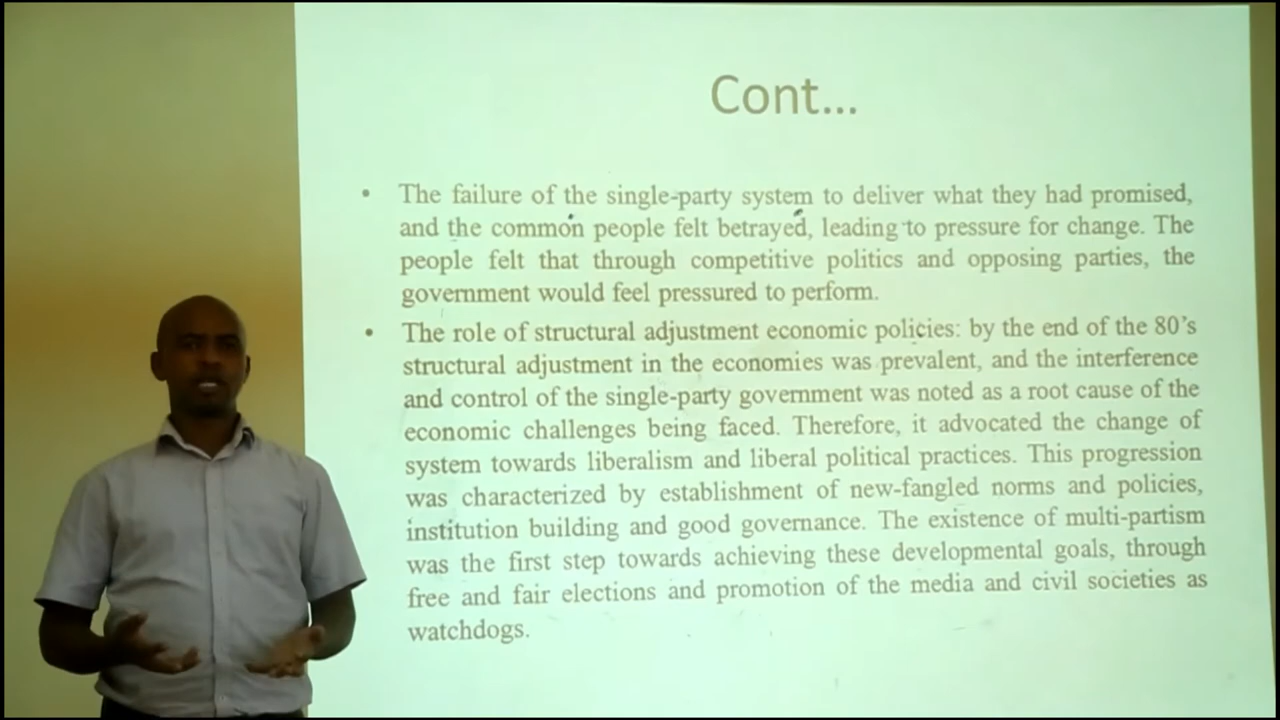 Cont...
• The failure of the single-party system to deliver what they had promised,
and the common people felt betrayed, leading to pressure for change. The
people felt that through competitive politics and opposing parties, the
government would feel pressured to perform.
• The role of structural adjustment economic policies: by the end of the 80's
structural adjustment in the economies was prevalent, and the interference
and control of the single-party government was noted as a root cause of the
economic challenges being faced. Therefore, it advocated the change of
system towards liberalism and liberal political practices. This progression
was characterized by establishment of new-fangled norms and policies,
institution building and good governance. The existence of multi-partism
was the first step towards achieving these developmental goals, through
free and fair elections and promotion of the media and civil societies as
watchdogs.